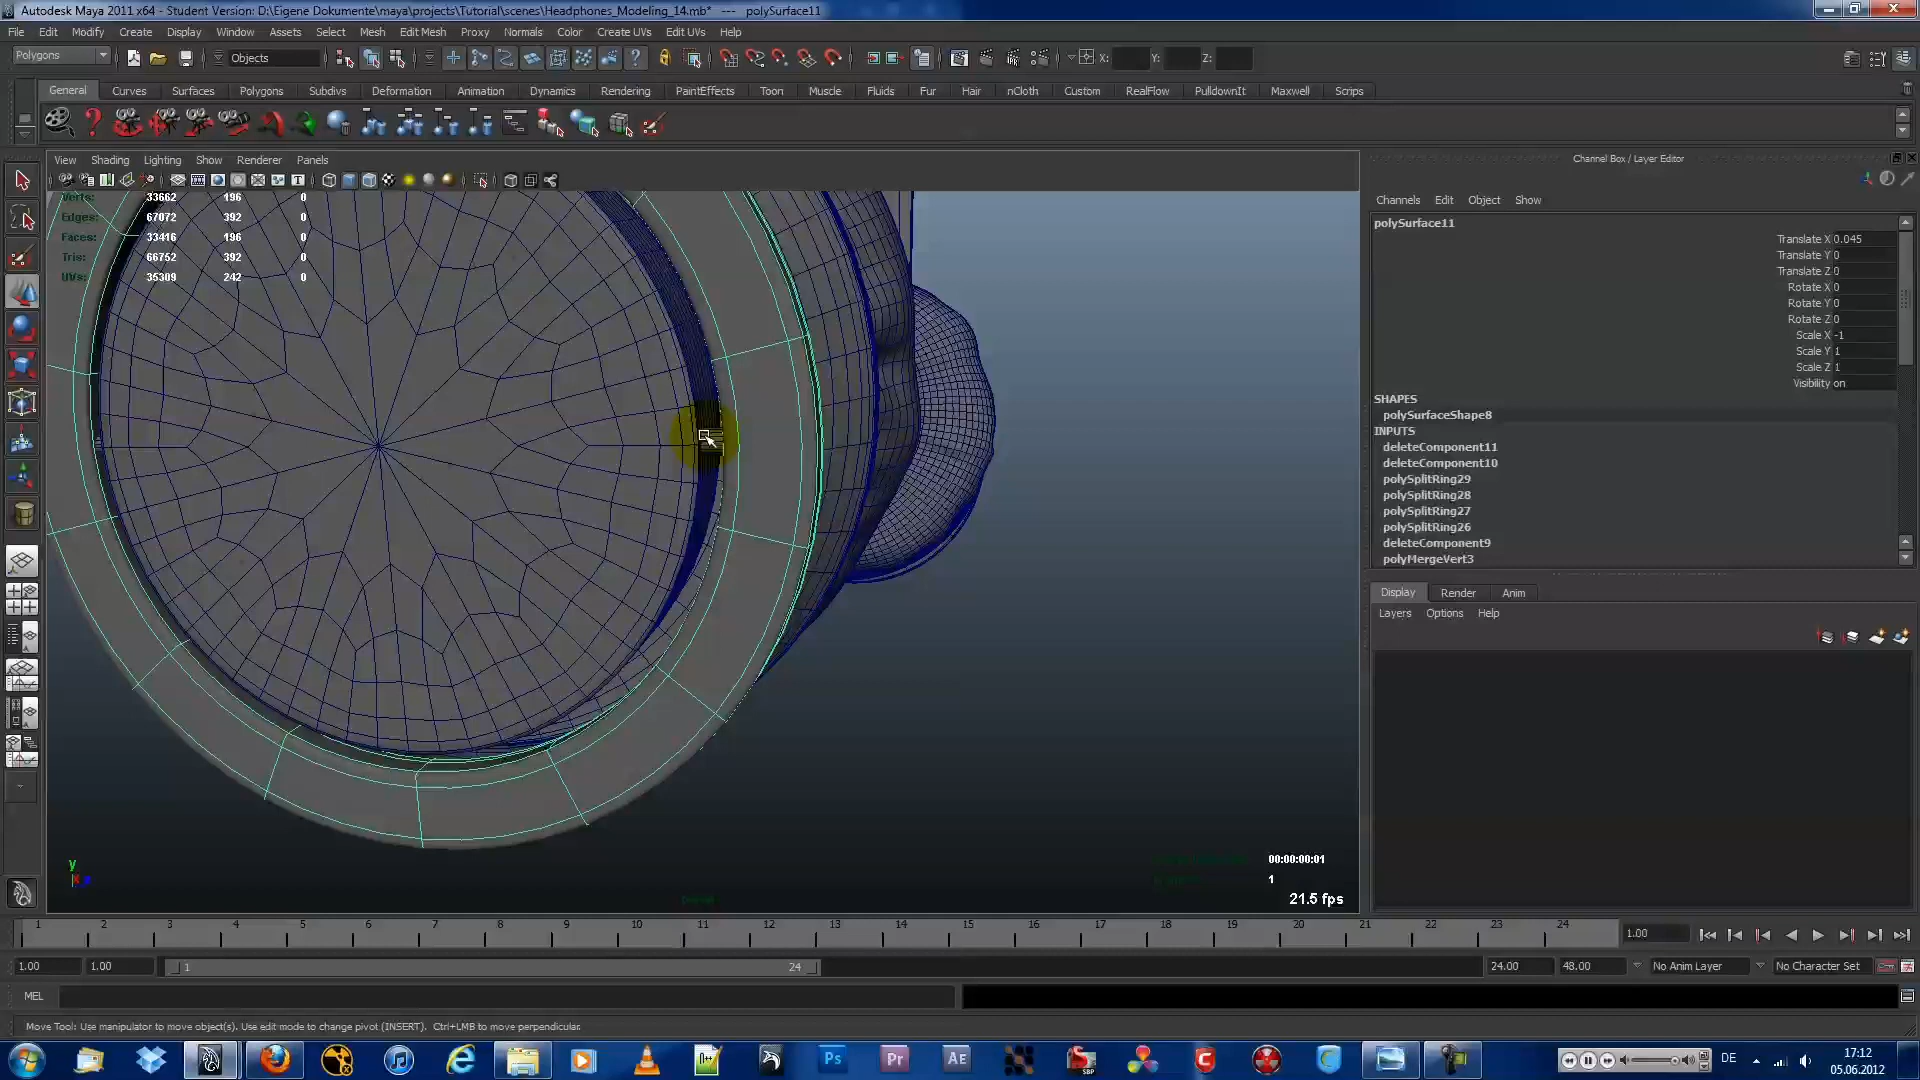 Autodesk Maya 2011 x64 - Student Version: D:\Eigene Dokumente\maya\projects\Tutorial\scenes\Headphones_Modeling_14.mb* --- polySurface11
File Edit Modify Create Display Window Assets Select Mesh Edit Mesh Proxy Normals Color Create UVs Edit UVs Help
Polygons Objects X: Y: Z:
General Curves Surfaces Polygons Subdivs Deformation Animation Dynamics Rendering PaintEffects Toon Muscle Fluids Fur Hair nCloth Custom RealFlow PulldownIt Maxwell Scripts
View Shading Lighting Show Renderer Panels
Verts: 33662 196 0
Edges: 67072 392 0
Faces: 33416 196 0
Tris: 66752 392 0
UVs: 35309 242 0
00:00:00:01
1
21.5 fps
y
Channel Box / Layer Editor
Channels Edit Object Show
polySurface11
Translate X 0.045
Translate Y 0
Translate Z 0
Rotate X 0
Rotate Y 0
Rotate Z 0
Scale X -1
Scale Y 1
Scale Z 1
Visibility on
SHAPES
polySurfaceShape8
INPUTS
deleteComponent11
deleteComponent10
polySplitRing29
polySplitRing28
polySplitRing27
polySplitRing26
deleteComponent9
polyMergeVert3
Display Render Anim
Layers Options Help
1 2 3 4 5 6 7 8 9 10 11 12 13 14 15 16 17 18 19 20 21 22 23 24 1.00
1.00 1.00 1 24 24.00 48.00 No Anim Layer No Character Set
MEL
Move Tool: Use manipulator to move object(s). Use edit mode to change pivot (INSERT). Ctrl+LMB to move perpendicular.
Ps Pr Ae DE 17:12
05.06.2012